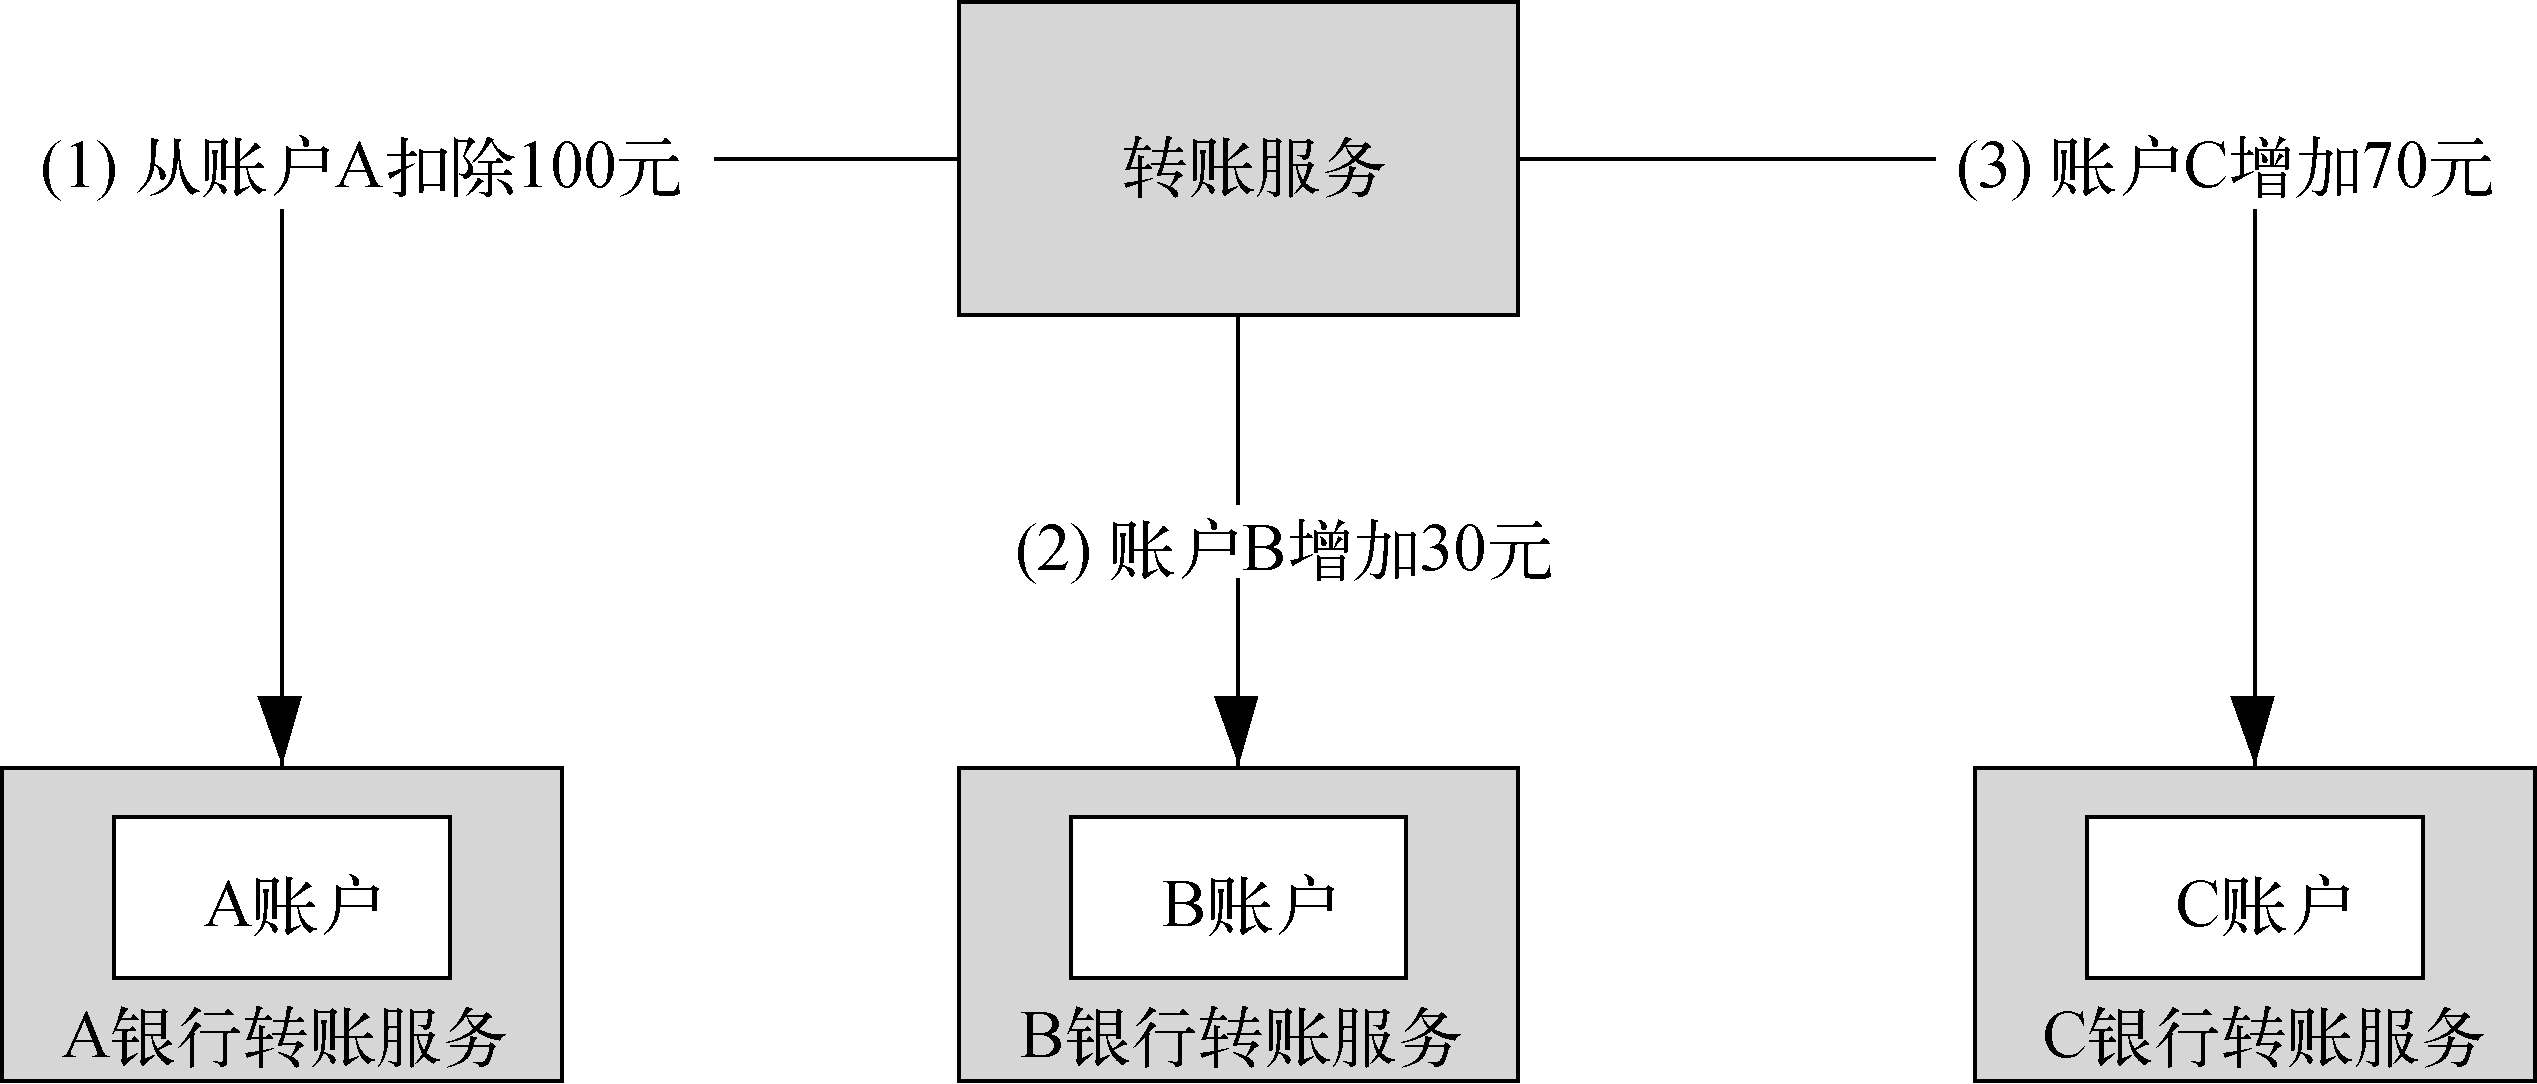 转账服务
(1) 从账户A扣除100元
(3) 账户C增加70元
(2) 账户B增加30元
A账户
A银行转账服务
B账户
B银行转账服务
C账户
C银行转账服务